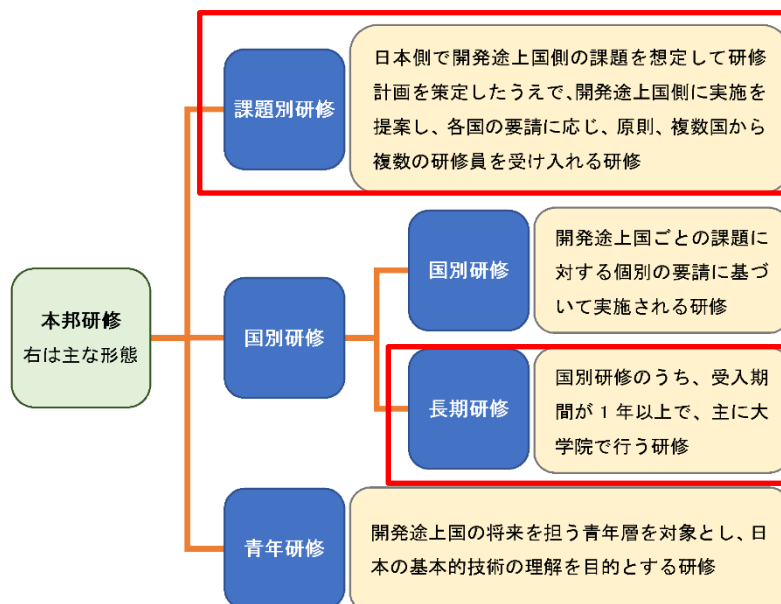 課題別研修
日本側で開発途上国側の課題を想定して研修
計画を策定したうえで、開発途上国側に実施を
提案し、各国の要請に応じ、原則、複数国から
複数の研修員を受け入れる研修
本邦研修
右は主な形態
国別研修
国別研修
開発途上国ごとの課題に
対する個別の要請に基づ
いて実施される研修
長期研修
国別研修のうち、受入期
間が 1 年以上で、主に大
学院で行う研修
青年研修
開発途上国の将来を担う青年層を対象とし、日
本の基本的技術の理解を目的とする研修